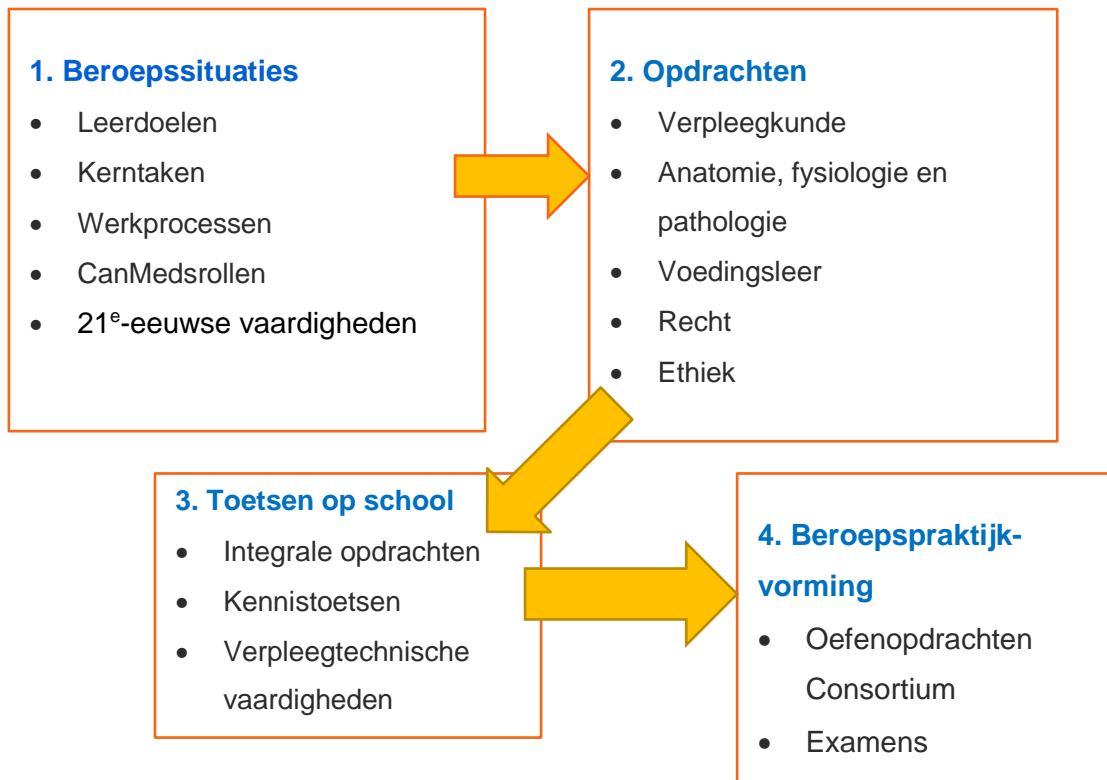 1. Beroepssituaties
• Leerdoelen
• Kerntaken
• Werkprocessen
• CanMedsrollen
• 21e-eeuwse vaardigheden
2. Opdrachten
• Verpleegkunde
• Anatomie, fysiologie en
pathologie
• Voedingsleer
• Recht
• Ethiek
3. Toetsen op school
• Integrale opdrachten
• Kennistoetsen
• Verpleegtechnische
vaardigheden
4. Beroepspraktijk-
vorming
• Oefenopdrachten
Consortium
• Examens